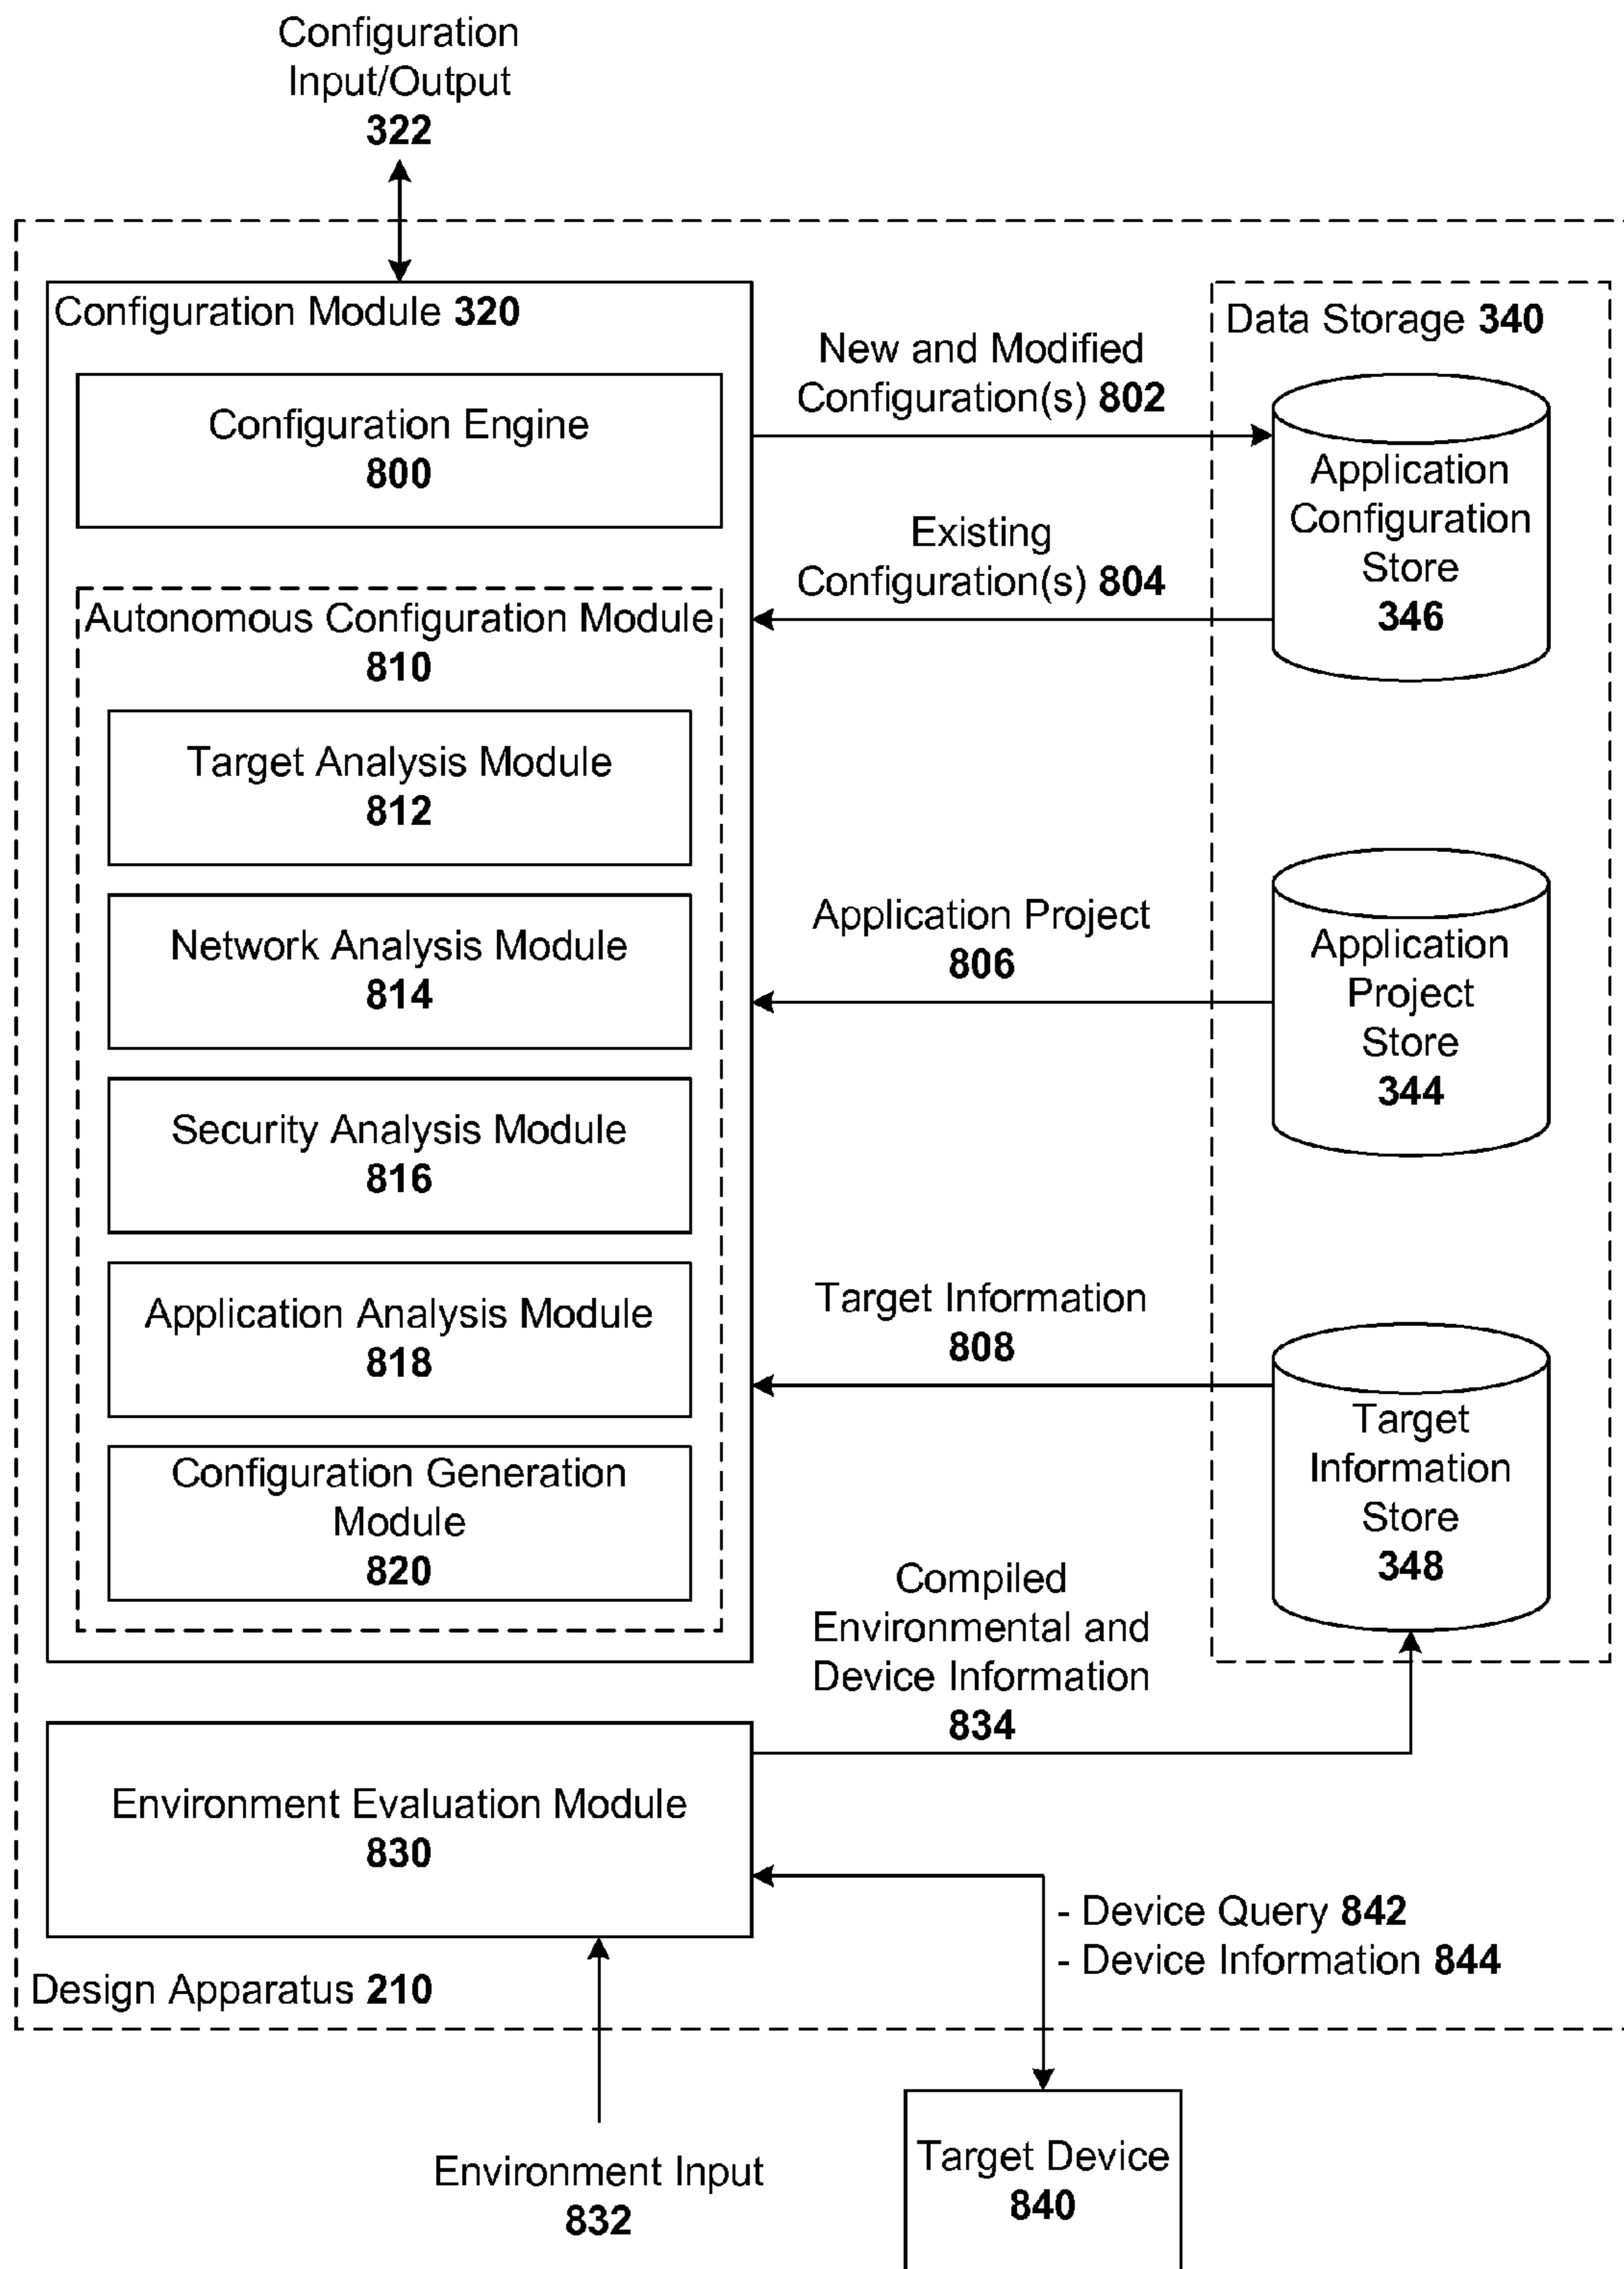 Configuration
Input/Output
322
Configuration Module 320
Configuration Engine
800
Autonomous Configuration Module
810
Target Analysis Module
812
Network Analysis Module
814
Security Analysis Module
816
Application Analysis Module
818
Configuration Generation
Module
820
New and Modified
Configuration(s) 802
Existing
Configuration(s) 804
Application Project
806
Target Information
808
Compiled
Environmental and
Device Information
834
Data Storage 340
Application
Configuration
Store
346
Application
Project
Store
344
Target
Information
Store
348
Environment Evaluation Module
830
- Device Query 842
- Device Information 844
Design Apparatus 210
Environment Input
832
Target Device
840